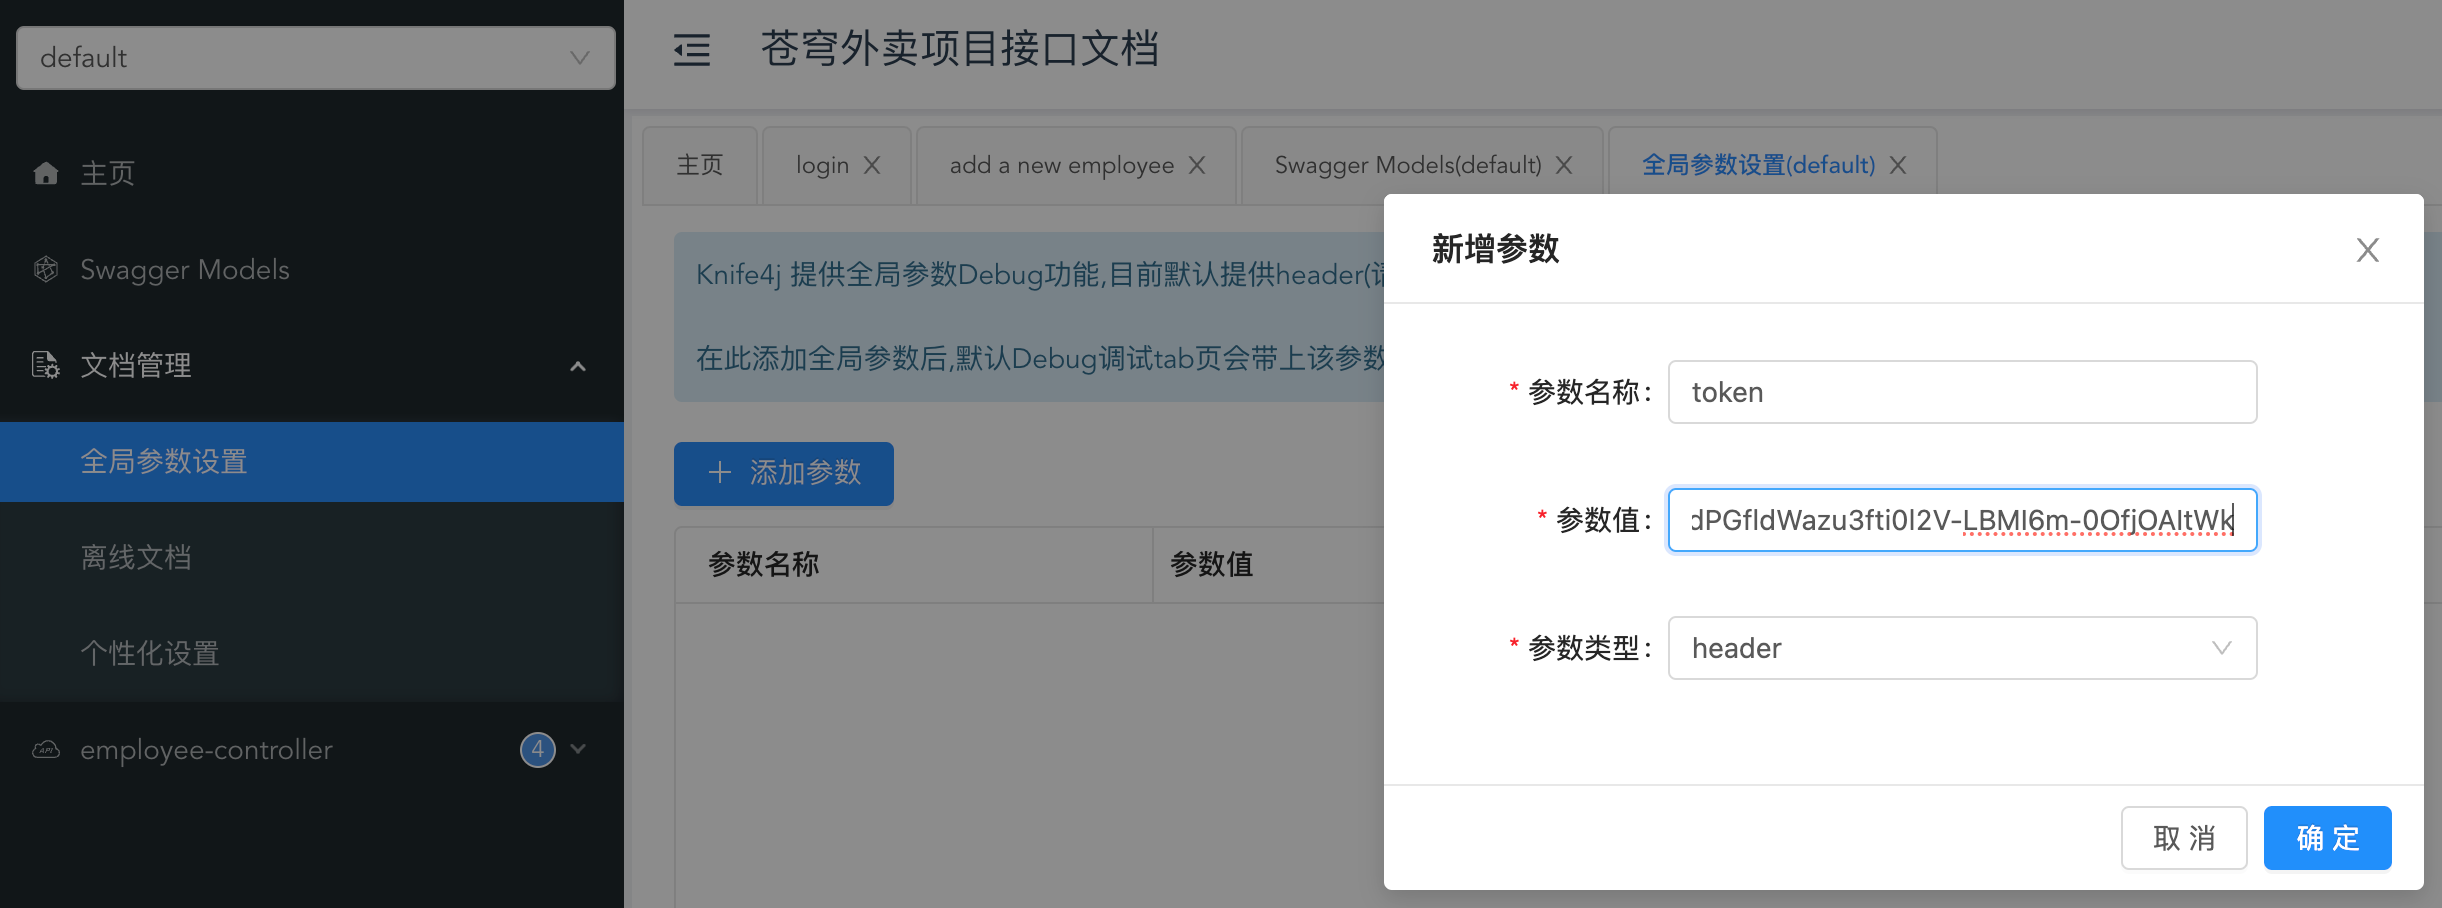 default
主页
Swagger Models
文档管理
全局参数设置
离线文档
个性化设置
employee-controller
4
苍穹外卖项目接口文档
主页
login
add a new employee
Swagger Models(default)
全局参数设置(default)
Knife4j 提供全局参数Debug功能,目前默认提供header(
在此添加全局参数后,默认Debug调试tab页会带上该参数
添加参数
参数名称
参数值
新增参数
* 参数名称:
token
* 参数值:
dPGfldWazu3fti0l2V-LBMI6m-0OfjOAltWk
* 参数类型:
header
取 消
确 定